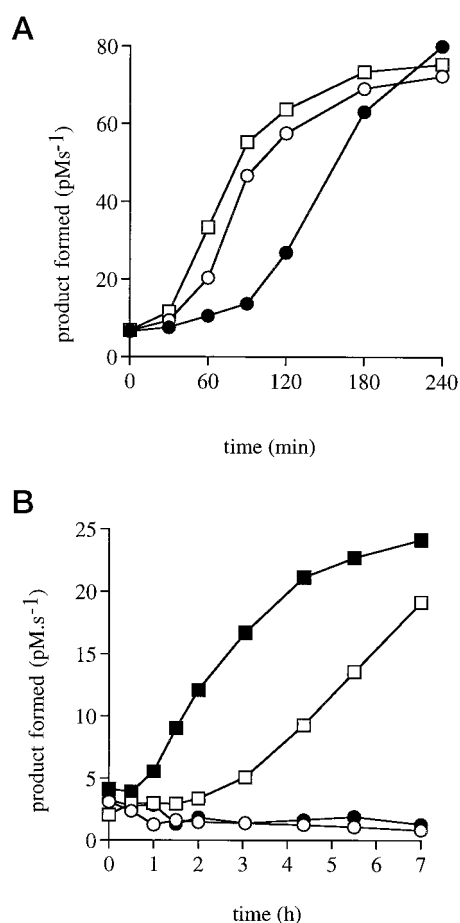 A
80
60
40
20
0
product formed (pMs-1)
0 60 120 180 240
time (min)
B
25
20
15
10
5
0
product formed (pM.s-1)
0 1 2 3 4 5 6 7
time (h)